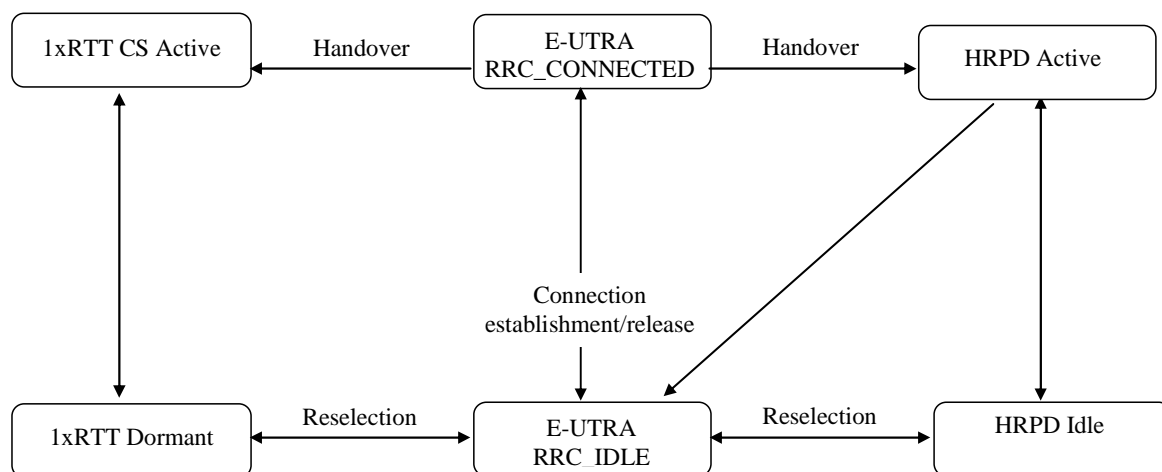 1xRTT CS Active
Handover
E-UTRA
RRC_CONNECTED
Handover
HRPD Active
Connection
establishment/release
1xRTT Dormant
Reselection
E-UTRA
RRC_IDLE
Reselection
HRPD Idle